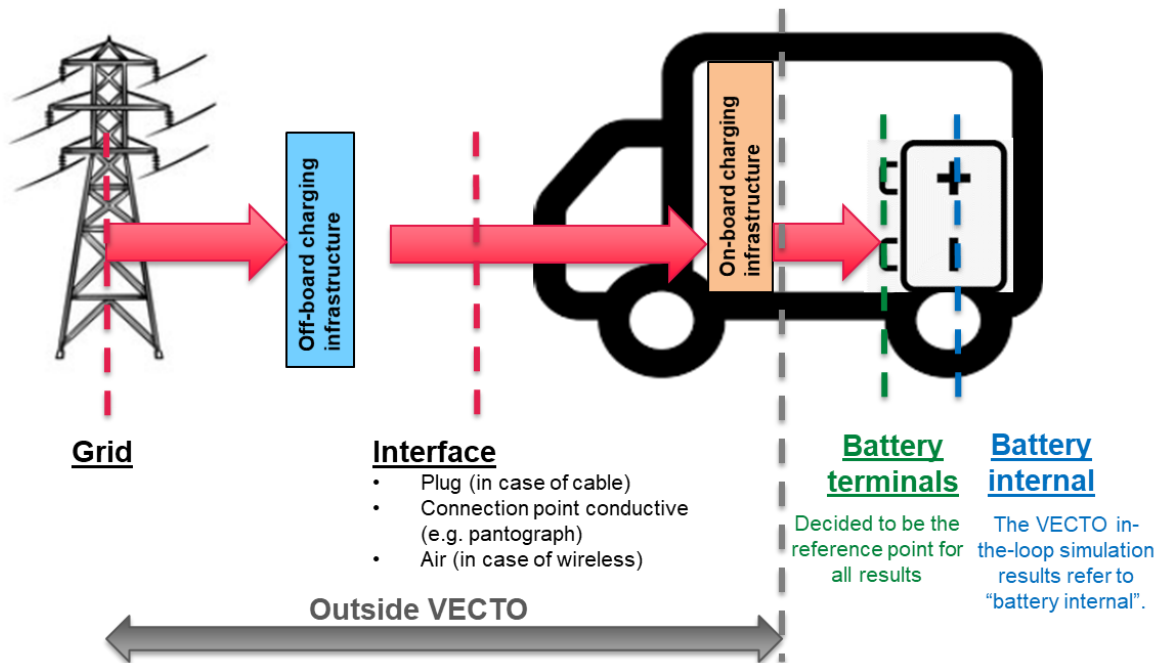 Off-board charging
infrastructure
On-board charging
infrastructure
+
-
Grid
Interface
• Plug (in case of cable)
• Connection point conductive
(e.g. pantograph)
• Air (in case of wireless)
Battery
terminals
Decided to be the
reference point for
all results
Battery
internal
The VECTO in-
the-loop simulation
results refer to
“battery internal”.
Outside VECTO